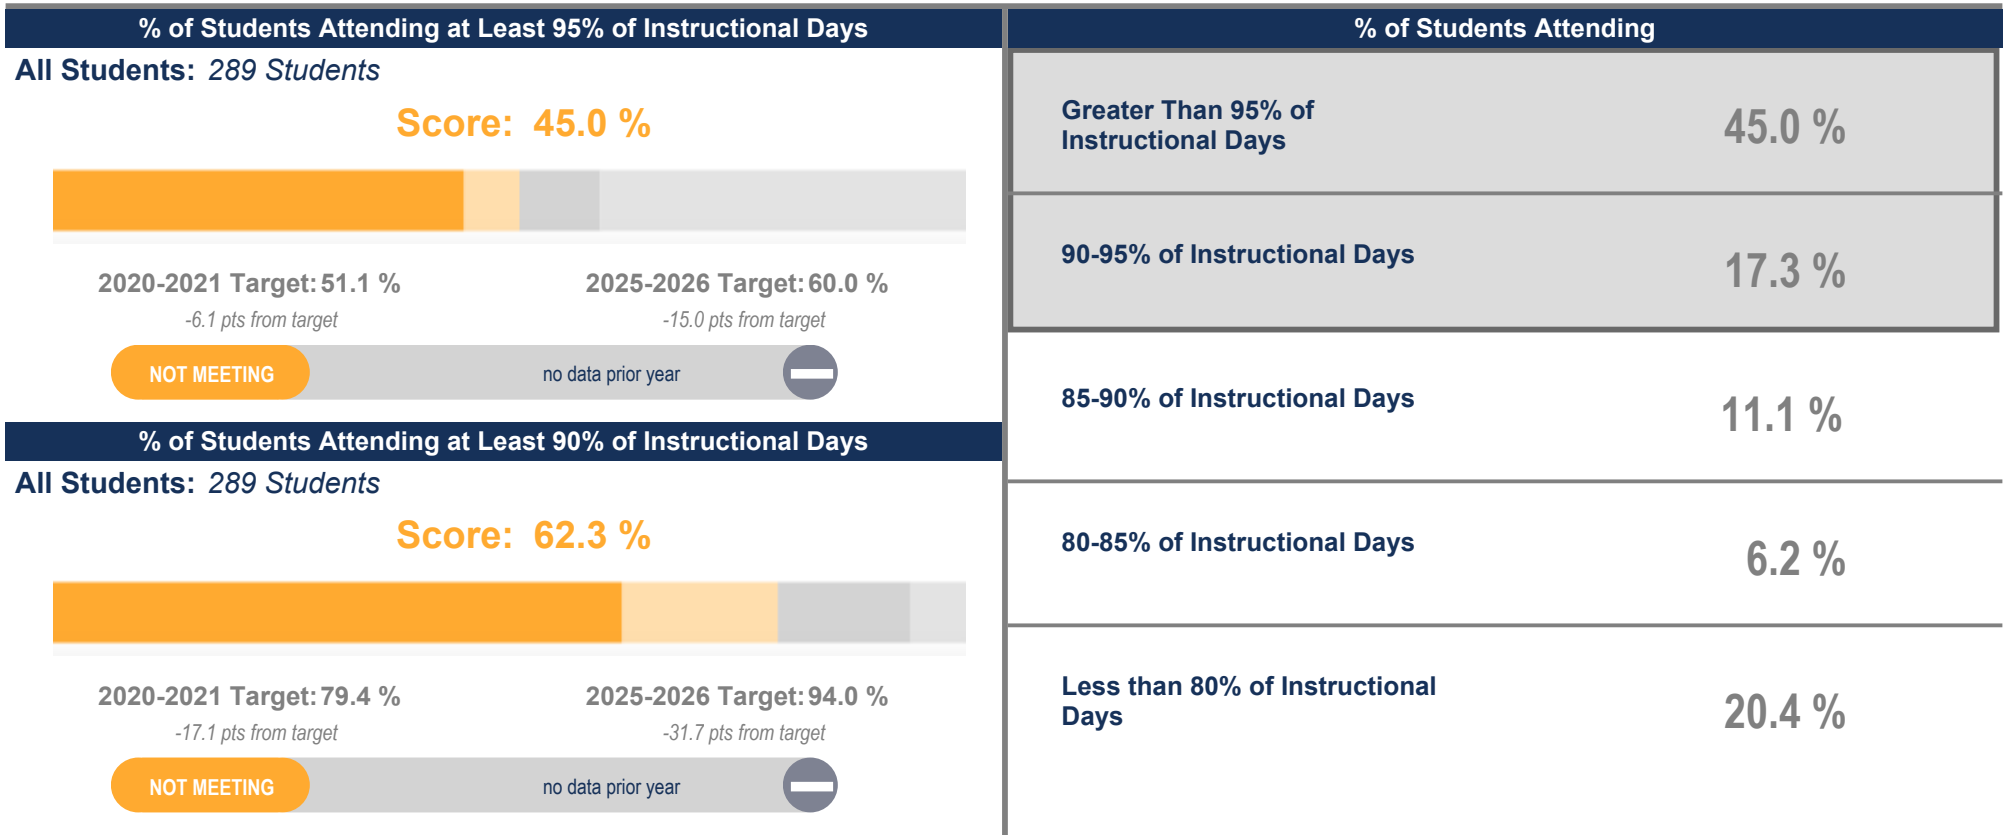 % of Students Attending at Least 95% of Instructional Days
All Students: 289 Students
Score: 45.0 %
2020-2021 Target: 51.1 %
-6.1 pts from target
2025-2026 Target: 60.0 %
-15.0 pts from target
NOT MEETING
no data prior year
% of Students Attending at Least 90% of Instructional Days
All Students: 289 Students
Score: 62.3 %
2020-2021 Target: 79.4 %
-17.1 pts from target
2025-2026 Target: 94.0 %
-31.7 pts from target
NOT MEETING
no data prior year
% of Students Attending
Greater Than 95% of
Instructional Days
45.0 %
90-95% of Instructional Days
17.3 %
85-90% of Instructional Days
11.1 %
80-85% of Instructional Days
6.2 %
Less than 80% of Instructional
Days
20.4 %